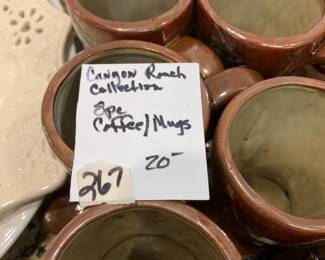 Canyon Ranch
Collection
8pc
Coffee/Mugs
20-
267